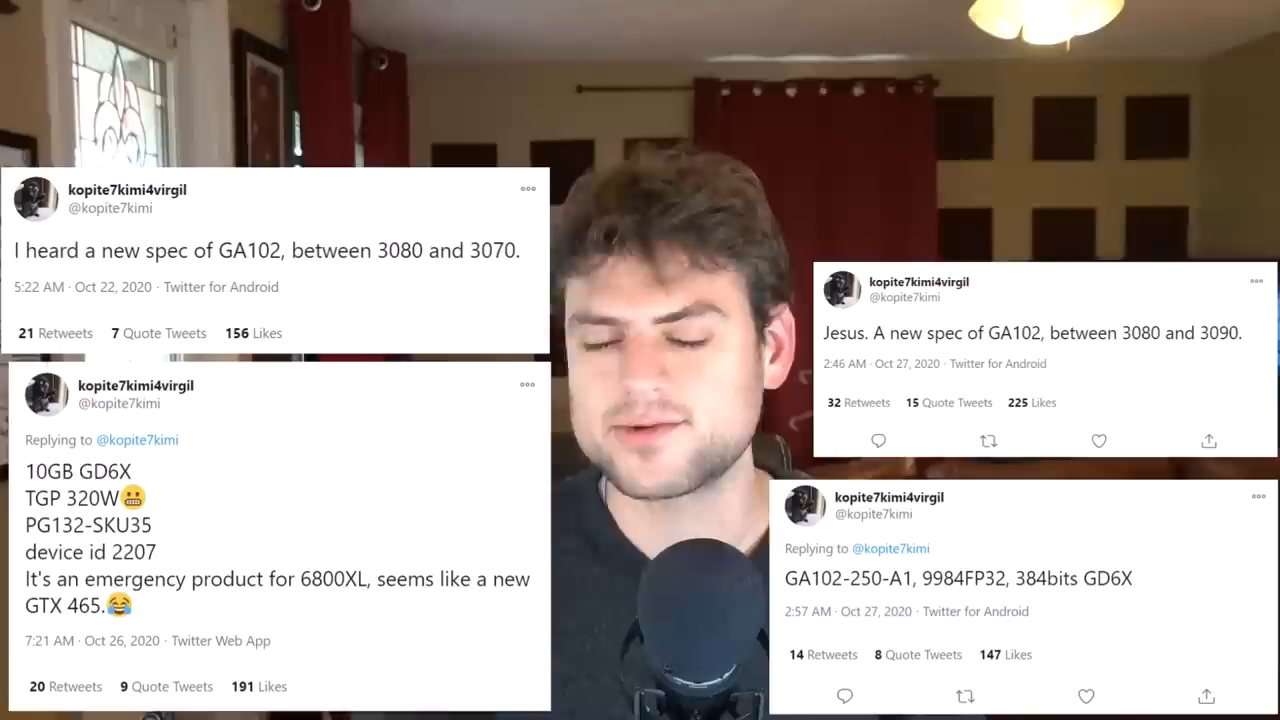 kopite7kimi4virgil
@kopite7kimi
I heard a new spec of GA102, between 3080 and 3070.
5:22 AM · Oct 22, 2020 · Twitter for Android
21 Retweets 7 Quote Tweets 156 Likes
kopite7kimi4virgil
@kopite7kimi
Replying to @kopite7kimi
10GB GD6X
TGP 320W😬
PG132-SKU35
device id 2207
It's an emergency product for 6800XL, seems like a new
GTX 465.😂
7:21 AM · Oct 26, 2020 · Twitter Web App
20 Retweets 9 Quote Tweets 191 Likes
kopite7kimi4virgil
@kopite7kimi
Jesus. A new spec of GA102, between 3080 and 3090.
2:46 AM · Oct 27, 2020 · Twitter for Android
32 Retweets 15 Quote Tweets 225 Likes
kopite7kimi4virgil
@kopite7kimi
Replying to @kopite7kimi
GA102-250-A1, 9984FP32, 384bits GD6X
2:57 AM · Oct 27, 2020 · Twitter for Android
14 Retweets 8 Quote Tweets 147 Likes